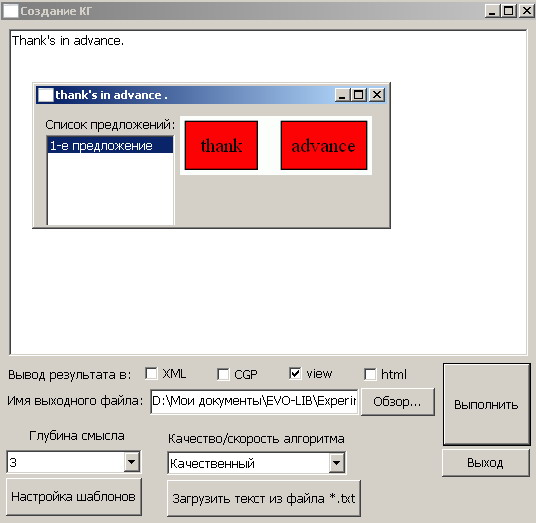 Создание КГ
Thank's in advance.
thank's in advance .
Список предложений:
1-е предложение
thank
advance
Вывод результата в:
XML
CGP
view
html
Имя выходного файла:
D:\Мои документы\EVO-LIB\Experir
Обзор...
Выполнить
Глубина смысла
Качество/скорость алгоритма
3
Качественный
Выход
Настройка шаблонов
Загрузить текст из файла *.txt